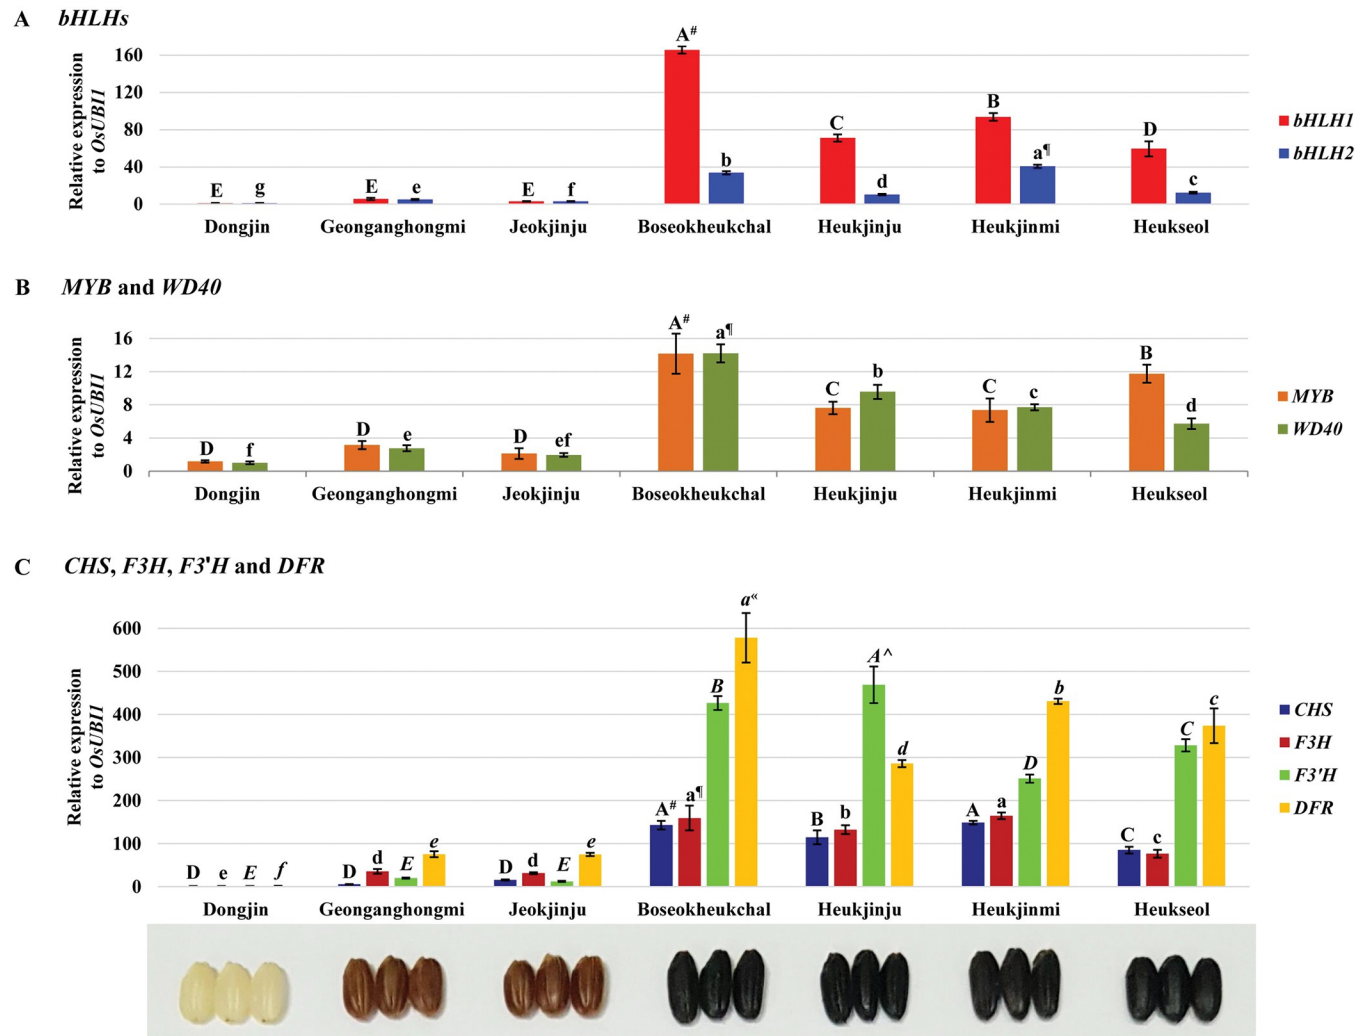 A bHLHs
Relative expression
to OsUBI1
160
120
80
40
0
E g
E e
E f
A# b
C d
B a¶
D c
Dongjin Geonganghongmi Jeokjinju Boseokheukchal Heukjinju Heukjinmi Heukseol
bHLH1
bHLH2
B MYB and WD40
Relative expression
to OsUBI1
16
12
8
4
0
D f
D e
D ef
A# a¶
C b
C c
B d
Dongjin Geonganghongmi Jeokjinju Boseokheukchal Heukjinju Heukjinmi Heukseol
MYB
WD40
C CHS, F3H, F3'H and DFR
Relative expression
to OsUBI1
600
500
400
300
200
100
0
D e E f
D d E e
D d E e
A# a¶ B a«
B b A^ d
A a D b
C c C c
Dongjin Geonganghongmi Jeokjinju Boseokheukchal Heukjinju Heukjinmi Heukseol
CHS
F3H
F3'H
DFR